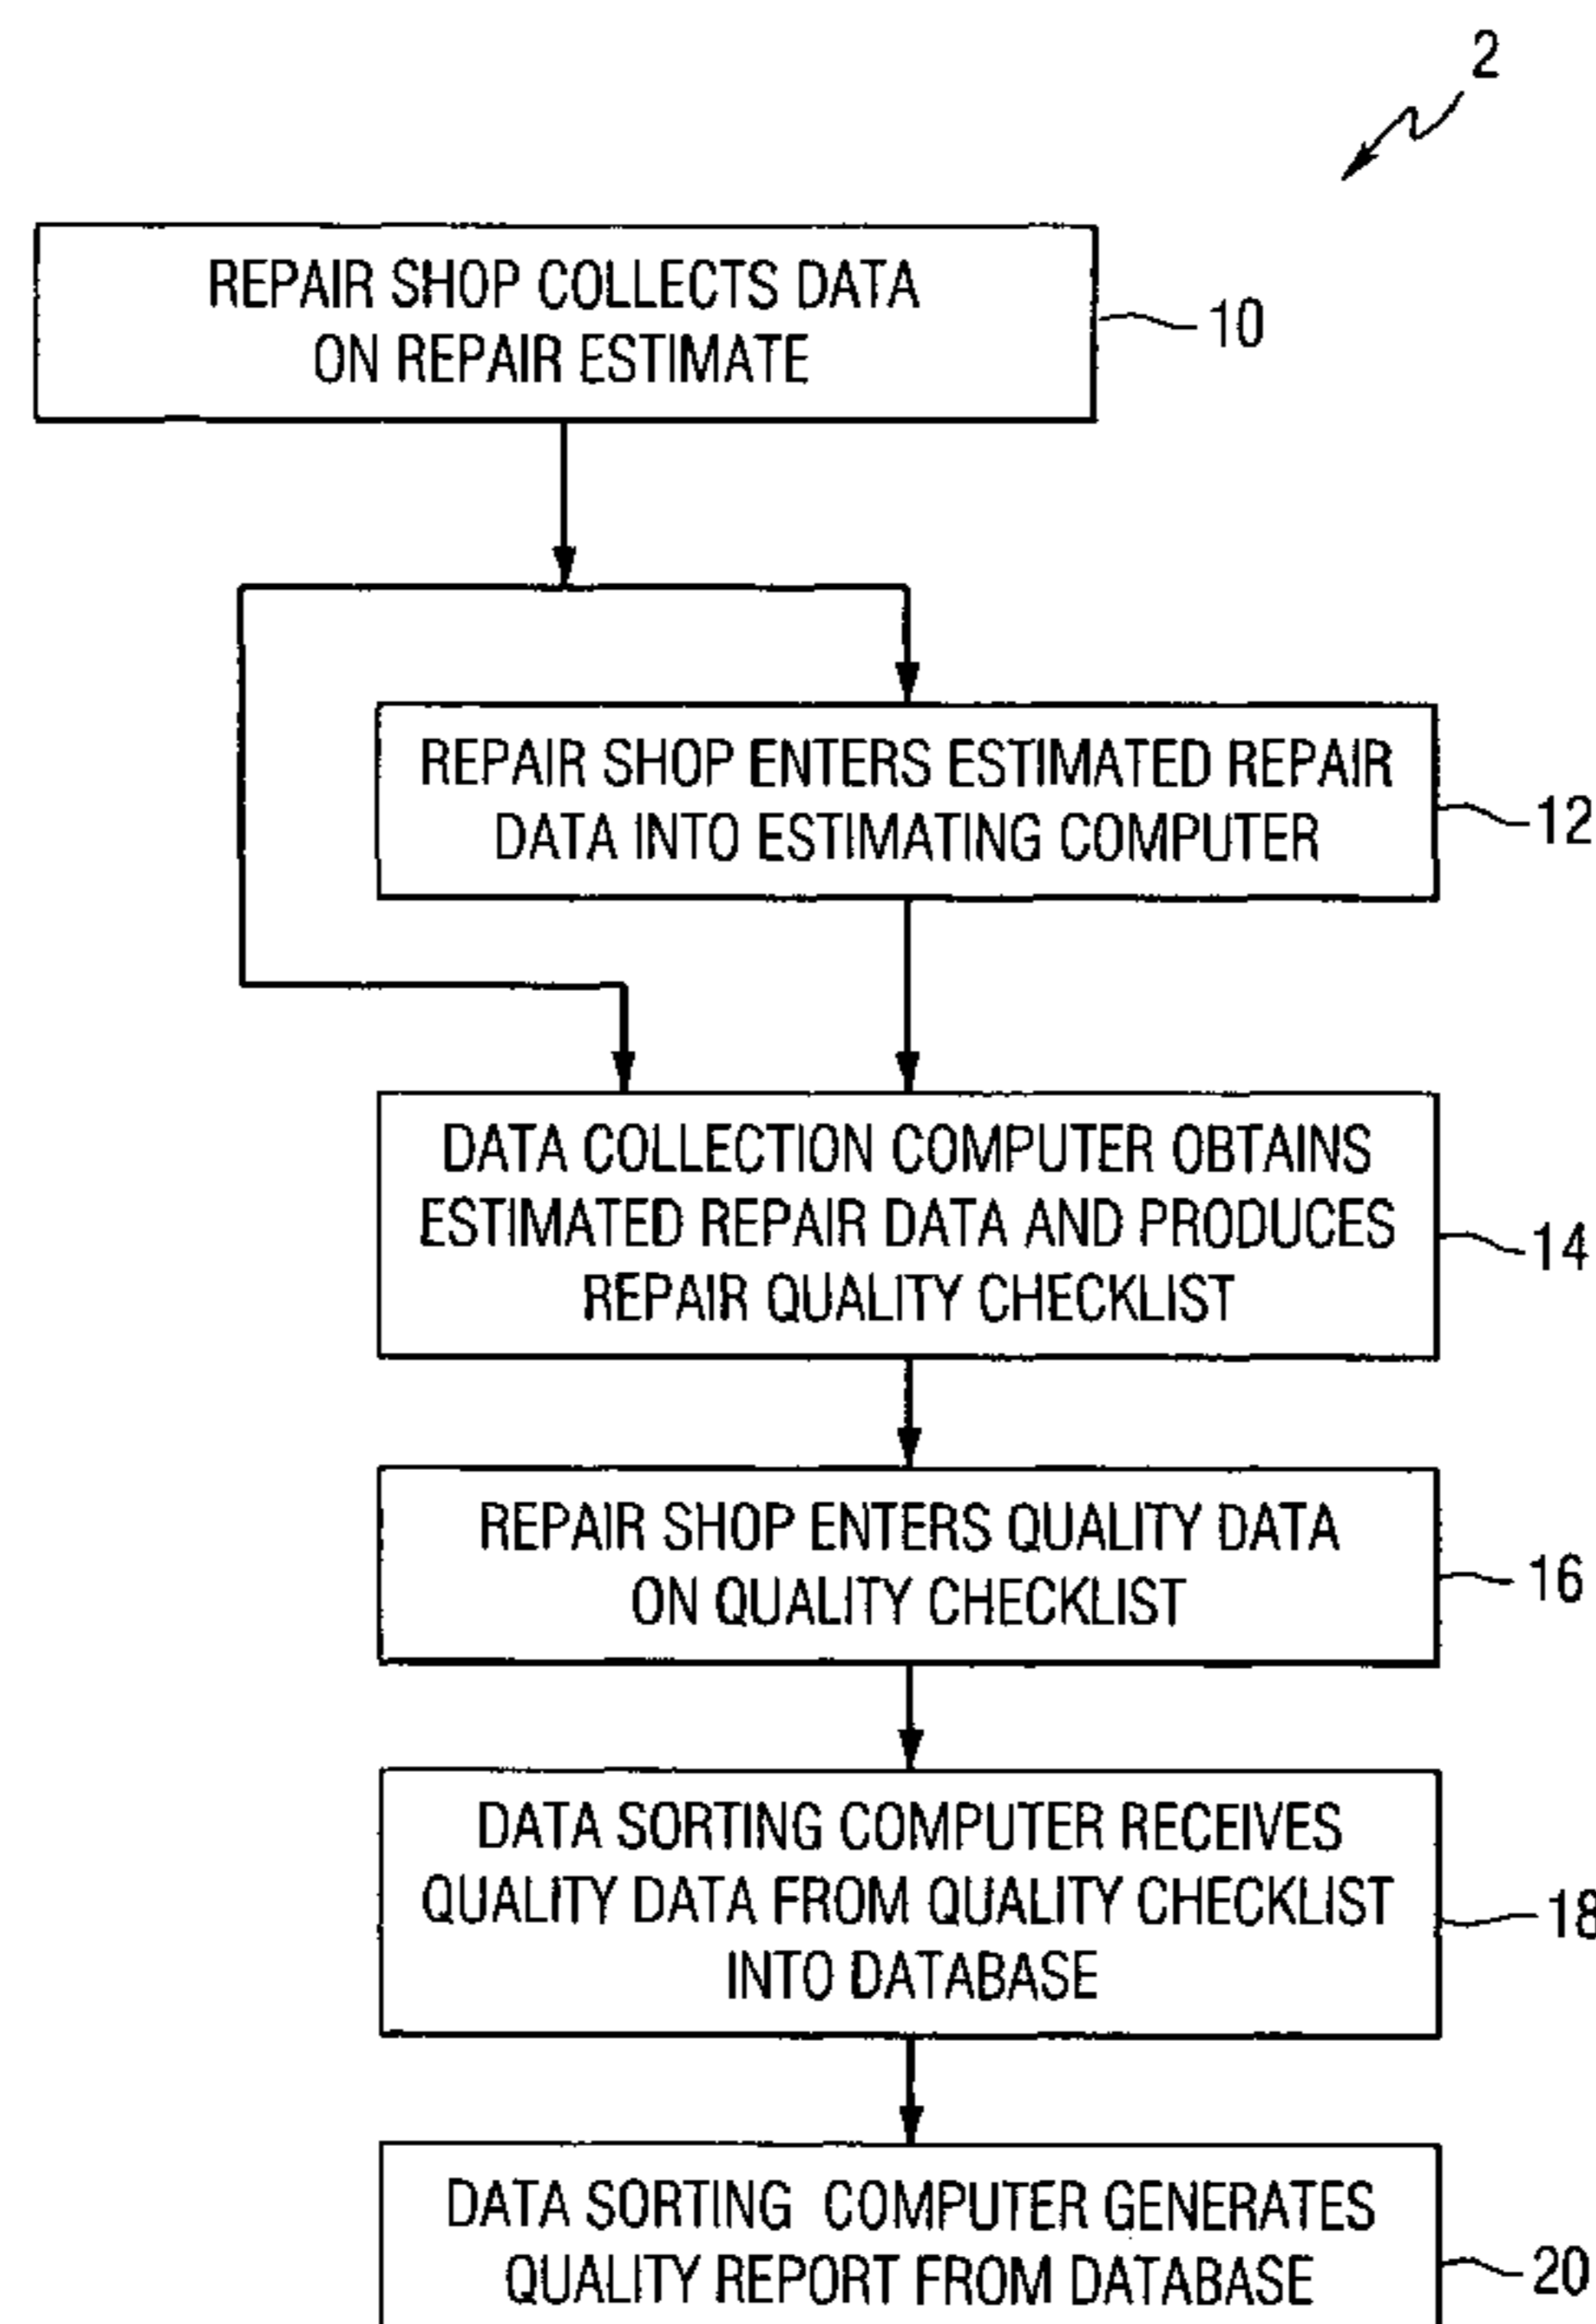 2
REPAIR SHOP COLLECTS DATA
ON REPAIR ESTIMATE
10
REPAIR SHOP ENTERS ESTIMATED REPAIR
DATA INTO ESTIMATING COMPUTER
12
DATA COLLECTION COMPUTER OBTAINS
ESTIMATED REPAIR DATA AND PRODUCES
REPAIR QUALITY CHECKLIST
14
REPAIR SHOP ENTERS QUALITY DATA
ON QUALITY CHECKLIST
16
DATA SORTING COMPUTER RECEIVES
QUALITY DATA FROM QUALITY CHECKLIST
INTO DATABASE
18
DATA SORTING COMPUTER GENERATES
QUALITY REPORT FROM DATABASE
20